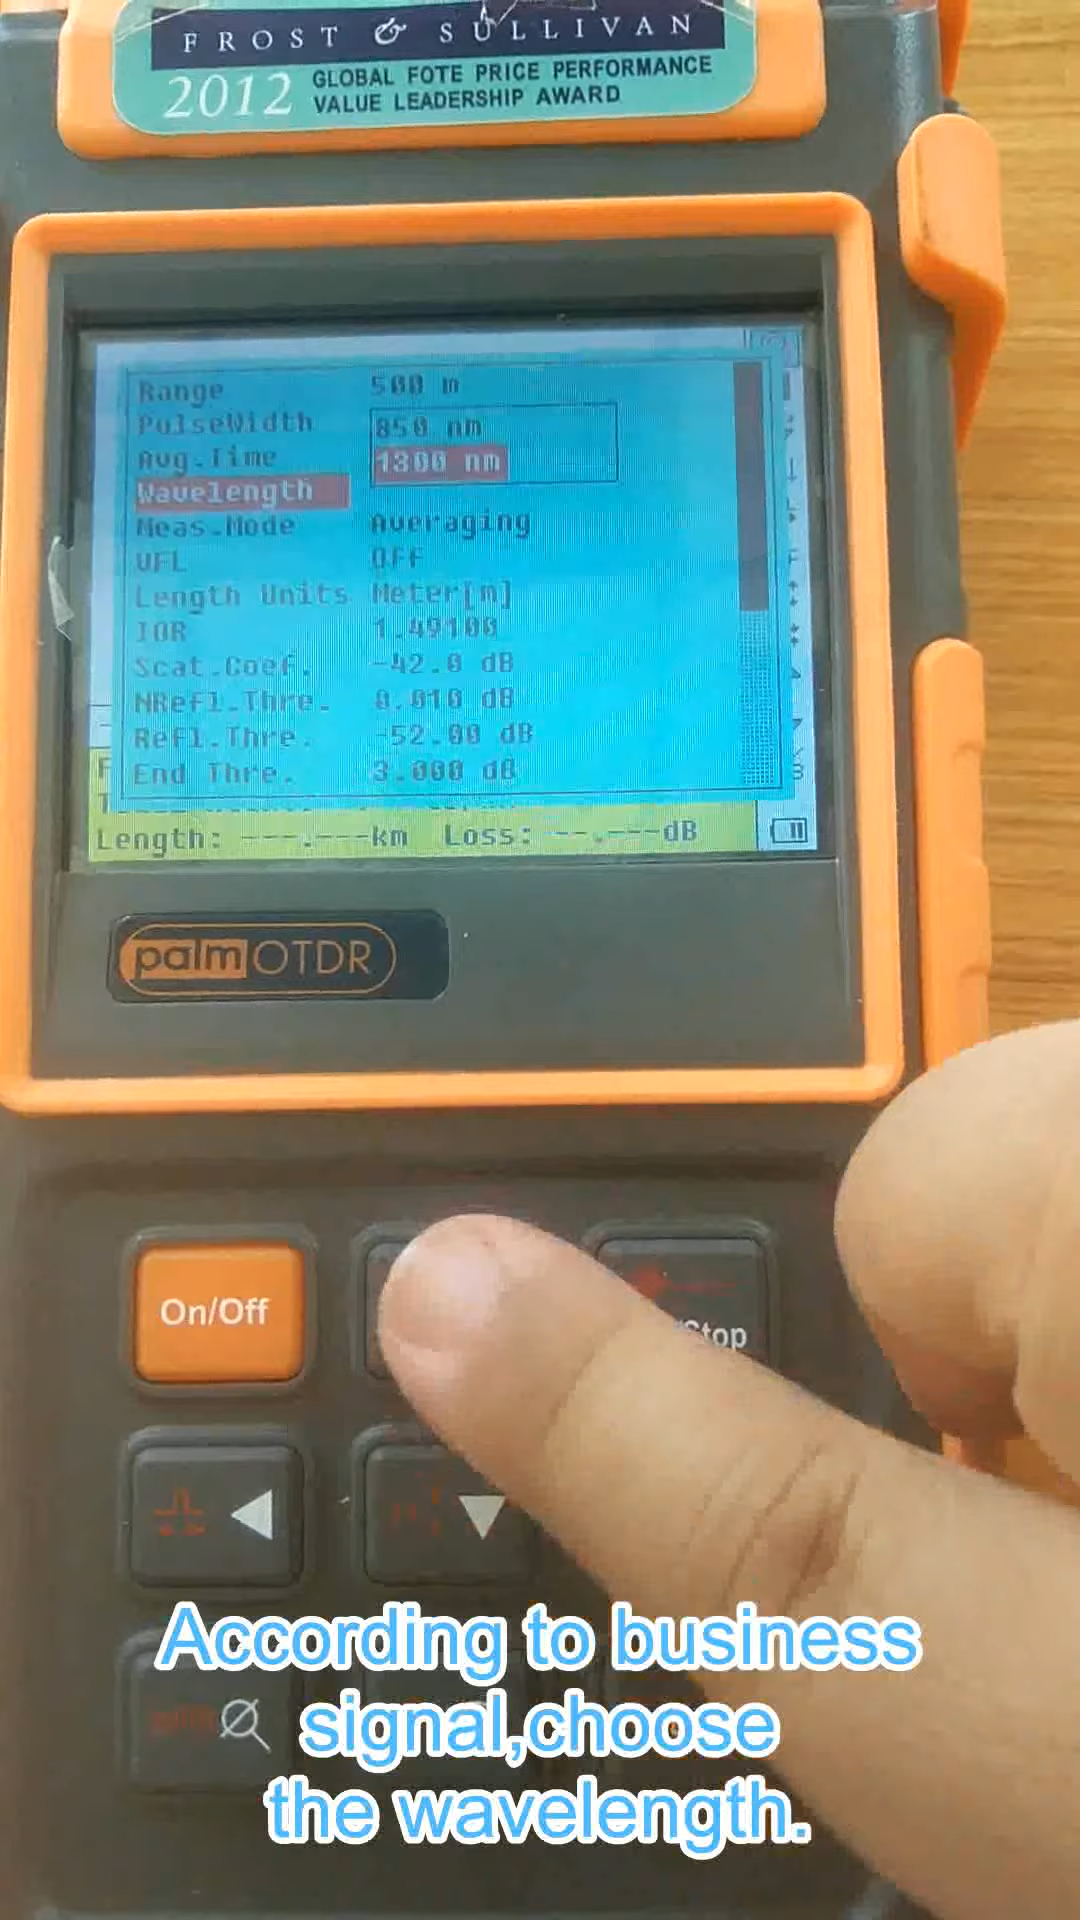 FROST & SULLIVAN
2012 GLOBAL FOTE PRICE PERFORMANCE
VALUE LEADERSHIP AWARD
Range 500 m
PulseWidth 850 nm
Avg.Time 1300 nm
Wavelength
Meas.Mode Averaging
VFL OFF
Length Units Meter[m]
IOR 1.49100
Scat.Coef. -42.0 dB
NRefl.Thre. 0.010 dB
Refl.Thre. -52.00 dB
End Thre. 3.000 dB
Length: ---.---km Loss: --.---dB
palmOTDR
On/Off
Stop
According to business
signal,choose
the wavelength.